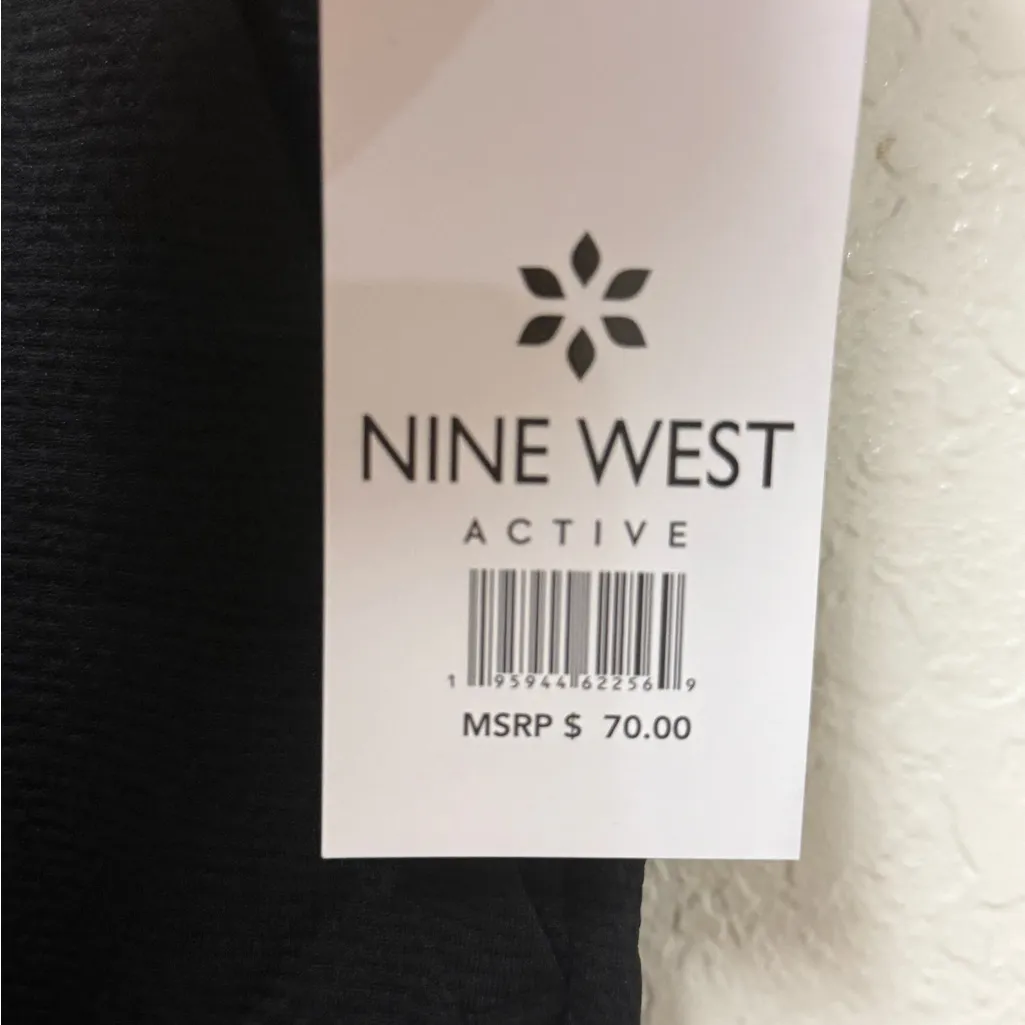 NINE WEST
ACTIVE
1 95944 62256 9
MSRP $ 70.00